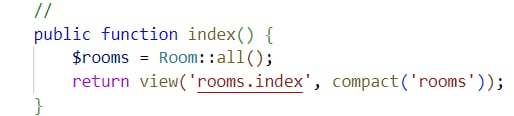 //
public function index() {
$rooms = Room::all();
return view('rooms.index', compact('rooms'));
}